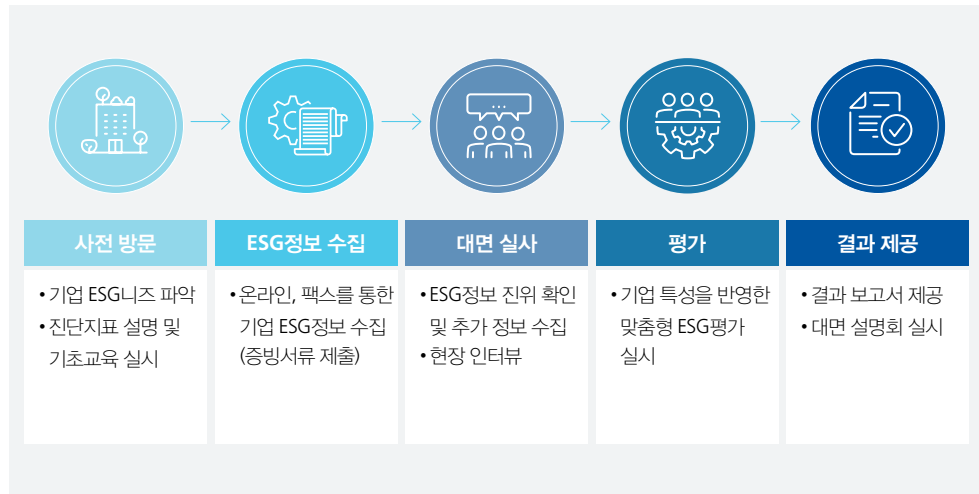 사전 방문
• 기업 ESG니즈 파악
• 진단지표 설명 및
기초교육 실시
ESG정보 수집
• 온라인, 팩스를 통한
기업 ESG정보 수집
(증빙서류 제출)
대면 실사
• ESG정보 진위 확인
및 추가 정보 수집
• 현장 인터뷰
평가
• 기업 특성을 반영한
맞춤형 ESG평가
실시
결과 제공
• 결과 보고서 제공
• 대면 설명회 실시